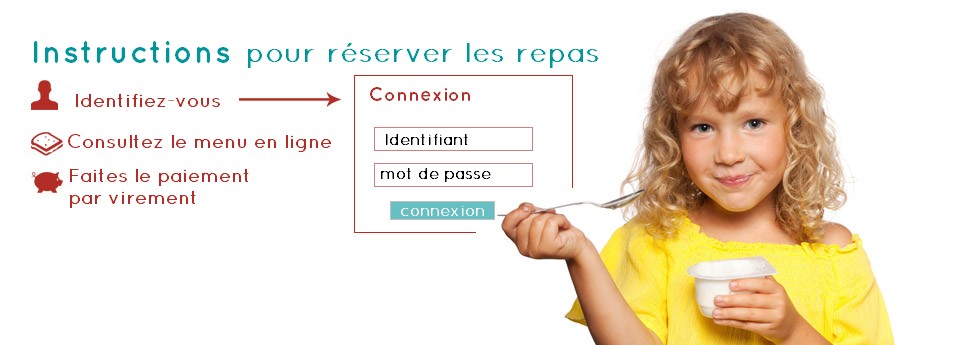 Instructions pour réserver les repas
Identifiez-vous
Connexion
Identifiant
mot de passe
connexion
Consultez le menu en ligne
Faites le paiement
par virement